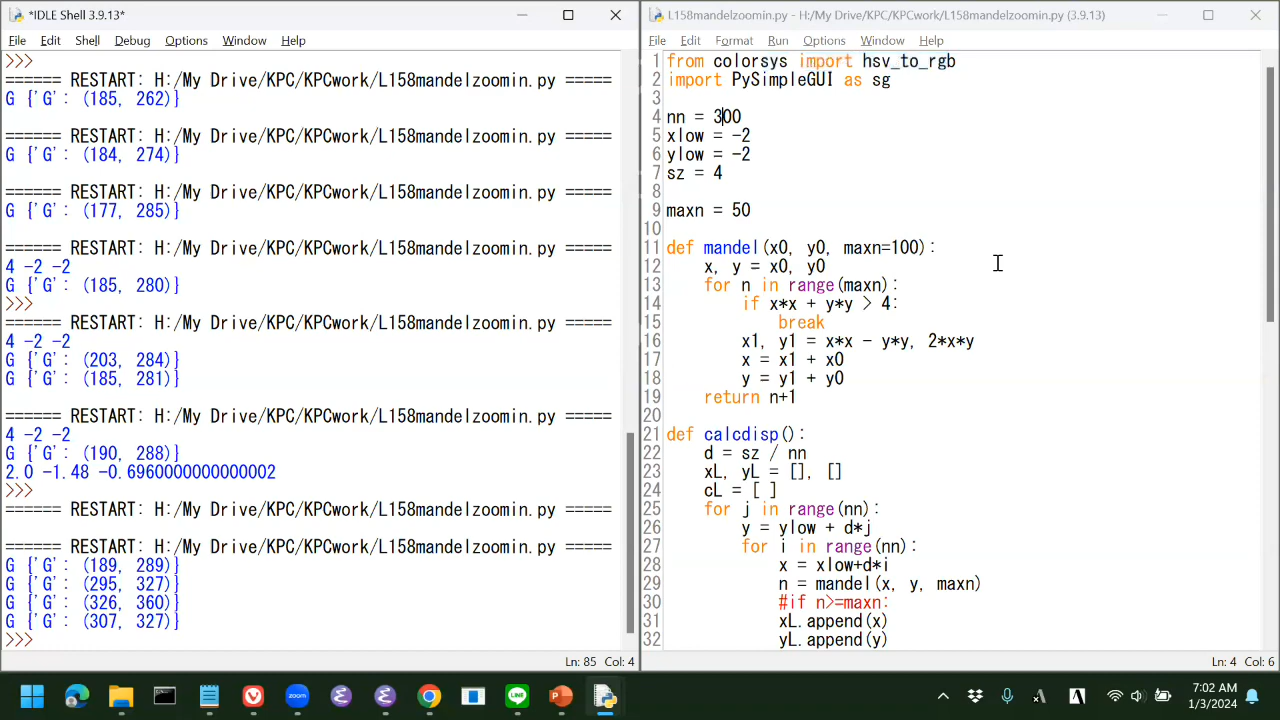 *IDLE Shell 3.9.13*
File Edit Shell Debug Options Window Help
>>>
====== RESTART: H:/My Drive/KPC/KPCwork/L158mandelzoomin.py =====
G {'G': (185, 262)}
====== RESTART: H:/My Drive/KPC/KPCwork/L158mandelzoomin.py =====
G {'G': (184, 274)}
====== RESTART: H:/My Drive/KPC/KPCwork/L158mandelzoomin.py =====
G {'G': (177, 285)}
====== RESTART: H:/My Drive/KPC/KPCwork/L158mandelzoomin.py =====
4 -2 -2
G {'G': (185, 280)}
>>>
====== RESTART: H:/My Drive/KPC/KPCwork/L158mandelzoomin.py =====
4 -2 -2
G {'G': (203, 284)}
G {'G': (185, 281)}
====== RESTART: H:/My Drive/KPC/KPCwork/L158mandelzoomin.py =====
4 -2 -2
G {'G': (190, 288)}
2.0 -1.48 -0.6960000000000002
>>>
====== RESTART: H:/My Drive/KPC/KPCwork/L158mandelzoomin.py =====
====== RESTART: H:/My Drive/KPC/KPCwork/L158mandelzoomin.py =====
G {'G': (189, 289)}
G {'G': (295, 327)}
G {'G': (326, 360)}
G {'G': (307, 327)}
>>>
Ln: 85 Col: 4
L158mandelzoomin.py - H:/My Drive/KPC/KPCwork/L158mandelzoomin.py (3.9.13)
File Edit Format Run Options Window Help
1 from colorsys import hsv_to_rgb
2 import PySimpleGUI as sg
3
4 nn = 300
5 xlow = -2
6 ylow = -2
7 sz = 4
8
9 maxn = 50
10
11 def mandel(x0, y0, maxn=100):
12     x, y = x0, y0
13     for n in range(maxn):
14         if x*x + y*y > 4:
15             break
16         x1, y1 = x*x - y*y, 2*x*y
17         x = x1 + x0
18         y = y1 + y0
19     return n+1
20
21 def calcdisp():
22     d = sz / nn
23     xL, yL = [], []
24     cL = [ ]
25     for j in range(nn):
26         y = ylow + d*j
27         for i in range(nn):
28             x = xlow+d*i
29             n = mandel(x, y, maxn)
30             #if n>=maxn:
31             xL.append(x)
32             yL.append(y)
Ln: 4 Col: 6
zoom
LINE
A
7:02 AM
1/3/2024